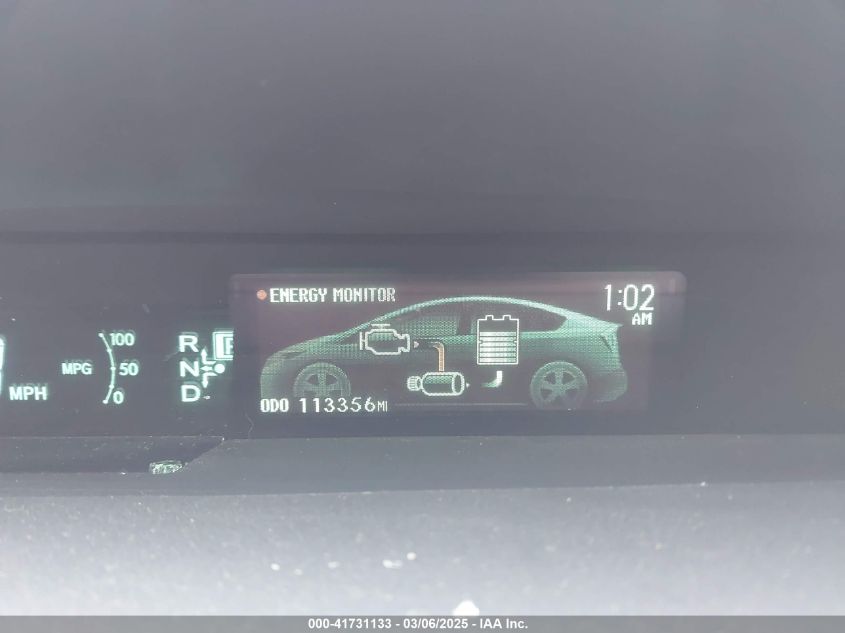 ENERGY MONITOR
1:02
AM
100
MPG 50
0
R
N
D
MPH
ODO 113356MI
000-41731133 - 03/06/2025 - IAA Inc.